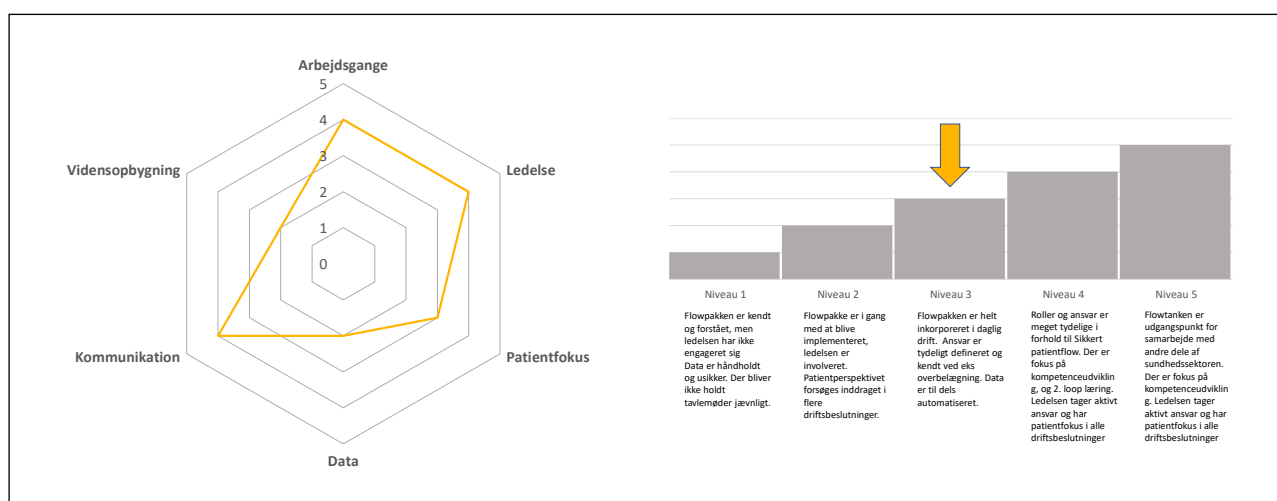 Arbejdsgange
5
4
3
2
1
0
Vidensopbygning
Ledelse
Kommunikation
Patientfokus
Data
Niveau 1
Flowpakken er kendt
og forstået, men
ledelsen har ikke
engageret sig
Data er håndholdt
og usikker. Der bliver
ikke holdt
tavlemøder jævnligt.
Niveau 2
Flowpakke er i gang
med at blive
implementeret,
ledelsen er
involveret.
Patientperspektivet
forsøges inddraget i
flere
driftsbeslutninger.
Niveau 3
Flowpakken er helt
inkorporeret i daglig
drift.  Ansvar er
tydeligt defineret og
kendt ved eks
overbelægning. Data
er til dels
automatiseret.
Niveau 4
Roller og ansvar er
meget tydelige i
forhold til Sikkert
patientflow. Der er
fokus på
kompetenceudviklin
g, og 2. loop læring.
Ledelsen tager aktivt
ansvar og har
patientfokus i alle
driftsbeslutninger
Niveau 5
Flowtanken er
udgangspunkt for
samarbejde med
andre dele af
sundhedssektoren.
Der er fokus på
kompetenceudviklin
g. Ledelsen tager
aktivt ansvar og har
patientfokus i alle
driftsbeslutninger